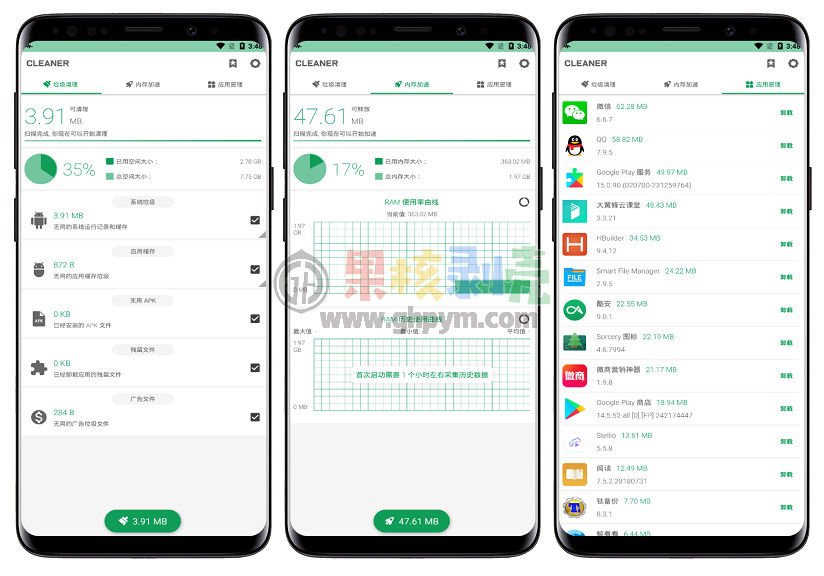 3:48
CLEANER
垃圾清理
内存加速
应用管理
3.91 MB
可清理
扫描完成, 你现在可以开始清理
35%
已用空间大小：
2.78 GB
总空间大小：
7.75 GB
系统垃圾
3.91 MB
无用的系统运行记录和缓存
应用缓存
872 B
无用的应用缓存垃圾
无用 APK
0 KB
已经安装的 APK 文件
残留文件
0 KB
已经卸载应用的残留文件
广告文件
284 B
无用的广告垃圾文件
3.91 MB
3:48
CLEANER
垃圾清理
内存加速
应用管理
47.61 MB
可释放
扫描完成, 你现在可以开始加速
17%
已用内存大小：
363.02 MB
总内存大小：
1.97 GB
RAM 使用率曲线
当前值: 363.02 MB
1.97
GB
0 MB
RAM 历史使用曲线
最大值 -
最小值 -
平均值 -
1.97
GB
首次启动需要 1 个小时左右采集历史数据
0 MB
47.61 MB
果核剥壳
www.ghpym.com
3:48
CLEANER
垃圾清理
内存加速
应用管理
微信 62.28 MB
6.6.7
卸载
QQ 58.82 MB
7.9.5
卸载
Google Play 服务 49.97 MB
15.0.90 (020700-231259764)
卸载
大黄蜂云课堂 48.43 MB
3.3.21
卸载
HBuilder 34.53 MB
9.4.12
卸载
FILE
Smart File Manager 24.22 MB
2.9.5
卸载
酷安 22.55 MB
9.0.1
卸载
Sorcery 图标 22.19 MB
4.6.7994
卸载
微商
微商营销神器 21.17 MB
1.9.8
卸载
Google Play 商店 18.94 MB
14.5.52-all [0] [FP] 242174447
卸载
Stellio 13.61 MB
5.5.8
卸载
阅读 12.49 MB
7.5.2.20180731
卸载
钛备份 7.70 MB
8.3.1
卸载
6.44 MB